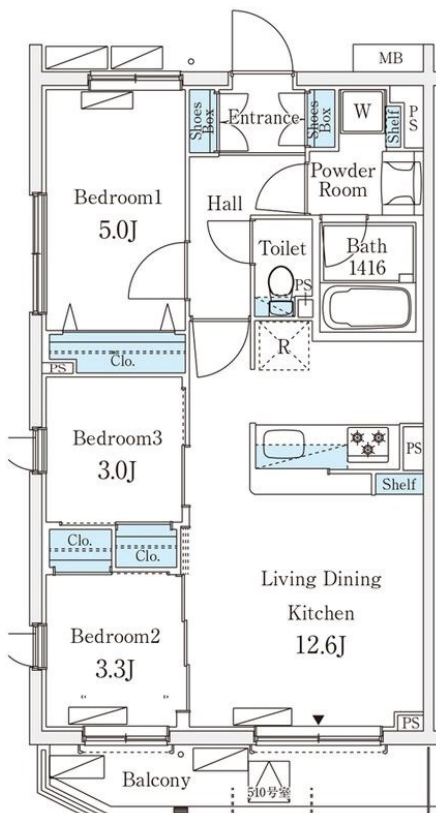 MB
Shoes Box
Entrance
Shoes Box
W
Shelf
PS
Bedroom1
5.0J
Hall
Powder
Room
Toilet
Bath
1416
PS
R
PS
Clo.
Bedroom3
3.0J
PS
Shelf
Clo.
Clo.
Living Dining
Kitchen
12.6J
Bedroom2
3.3J
PS
Balcony
510号室